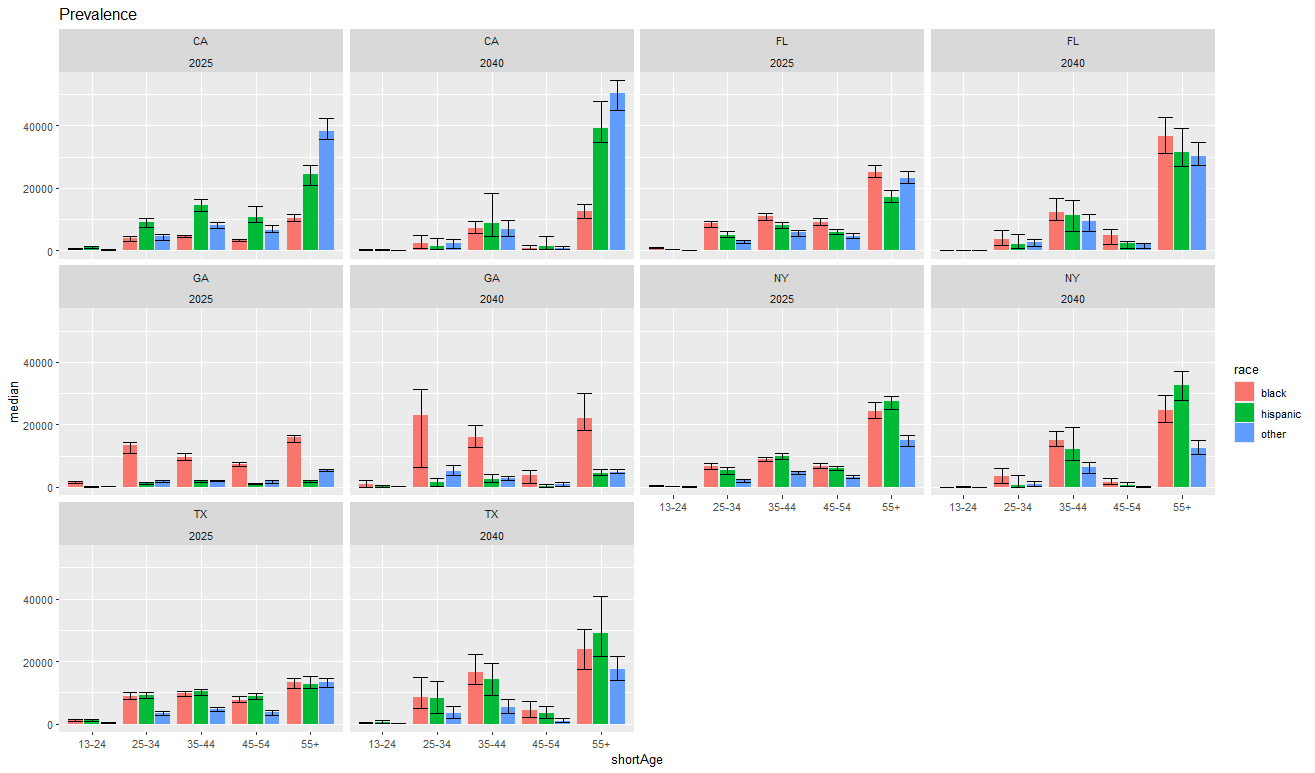 Prevalence
CA
CA
FL
FL
2025
2040
2025
2040
40000
20000
0
GA
GA
NY
NY
2025
2040
2025
2040
40000
20000
0
13-24 25-34 35-44 45-54 55+
13-24 25-34 35-44 45-54 55+
TX
TX
2025
2040
40000
20000
0
13-24 25-34 35-44 45-54 55+
13-24 25-34 35-44 45-54 55+
shortAge
median
race
black
hispanic
other